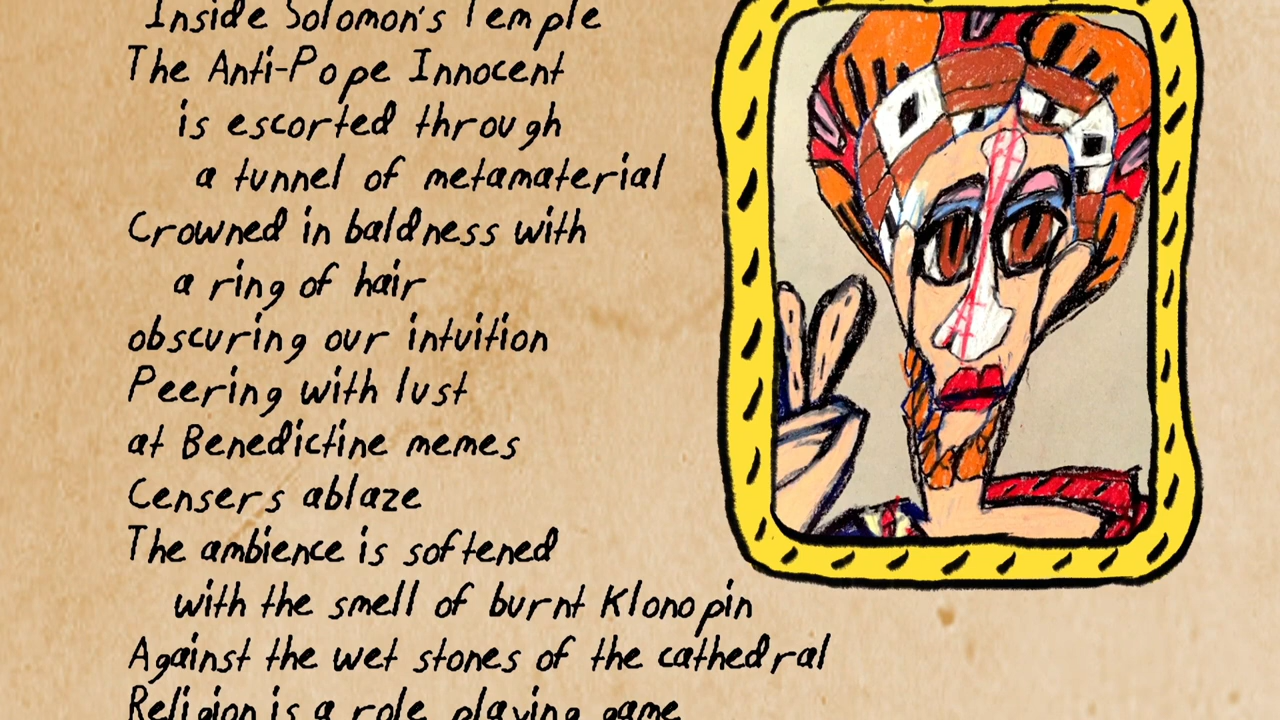 Inside Solomon's Temple
The Anti-Pope Innocent
is escorted through
a tunnel of metamaterial
Crowned in baldness with
a ring of hair
obscuring our intuition
Peering with lust
at Benedictine memes
Censers ablaze
The ambience is softened
with the smell of burnt Klonopin
Against the wet stones of the cathedral
Religion is a role playing game